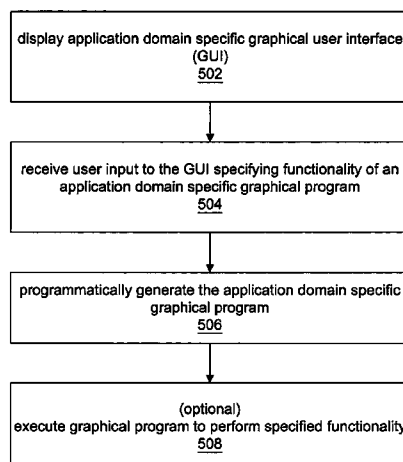 display application domain specific graphical user interface
(GUI)
502
receive user input to the GUI specifying functionality of an
application domain specific graphical program
504
programmatically generate the application domain specific
graphical program
506
(optional)
execute graphical program to perform specified functionality
508